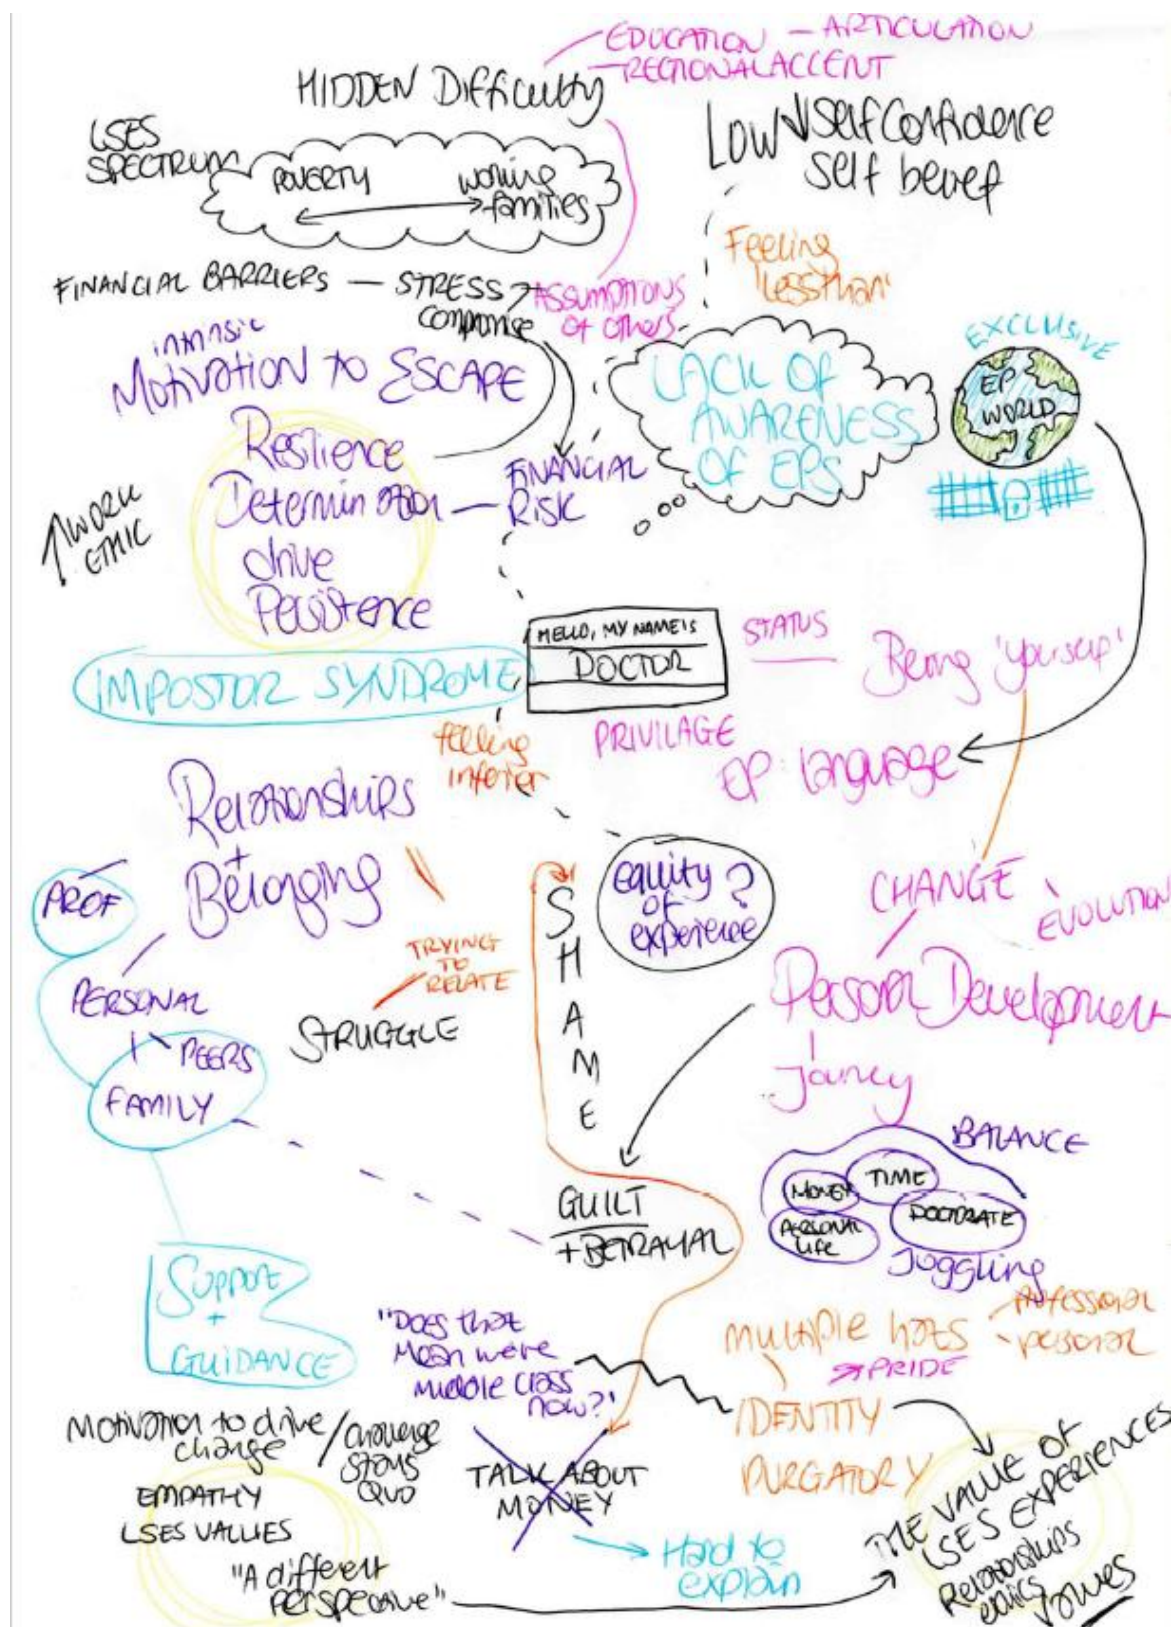 EDUCATION — ARTICULATION
REGIONAL ACCENT
HIDDEN Difficulty
LOW ↓ self confidence
self belief
LSES
SPECTRUM
POVERTY
working
families
Feeling
'less than'
FINANCIAL BARRIERS — STRESS
compromise
ASSUMPTIONS
of others
intrinsic
Motivation to ESCAPE
LACK OF
AWARENESS
OF EPS
EXCLUSIVE
EP
WORLD
Resilience
Determination
drive
Persistence
FINANCIAL
RISK
↑ WORK
ETHIC
IMPOSTOR SYNDROME
HELLO, MY NAME IS
DOCTOR
STATUS
PRIVILAGE
Being 'yourself'
EP language
feeling
inferior
Relationships
+
Belonging
PROF
PERSONAL
PEERS
FAMILY
TRYING
TO
RELATE
STRUGGLE
SHAME
equity ?
of
experience
CHANGE
EVOLUTION
Personal Development
Journey
BALANCE
MONEY
TIME
PERSONAL
LIFE
DOCTORATE
Juggling
GUILT
+ BETRAYAL
Support
+
GUIDANCE
"Does that
mean we're
middle class
now?"
multiple hats
professional
personal
PRIDE
IDENTITY
PURGATORY
Motivation to drive
change
/ challenge
status
quo
EMPATHY
LSES VALUES
"A different
perspective"
TALK ABOUT
MONEY
Hard to
explain
THE VALUE OF
LSES EXPERIENCES
Relationships
ethics
values